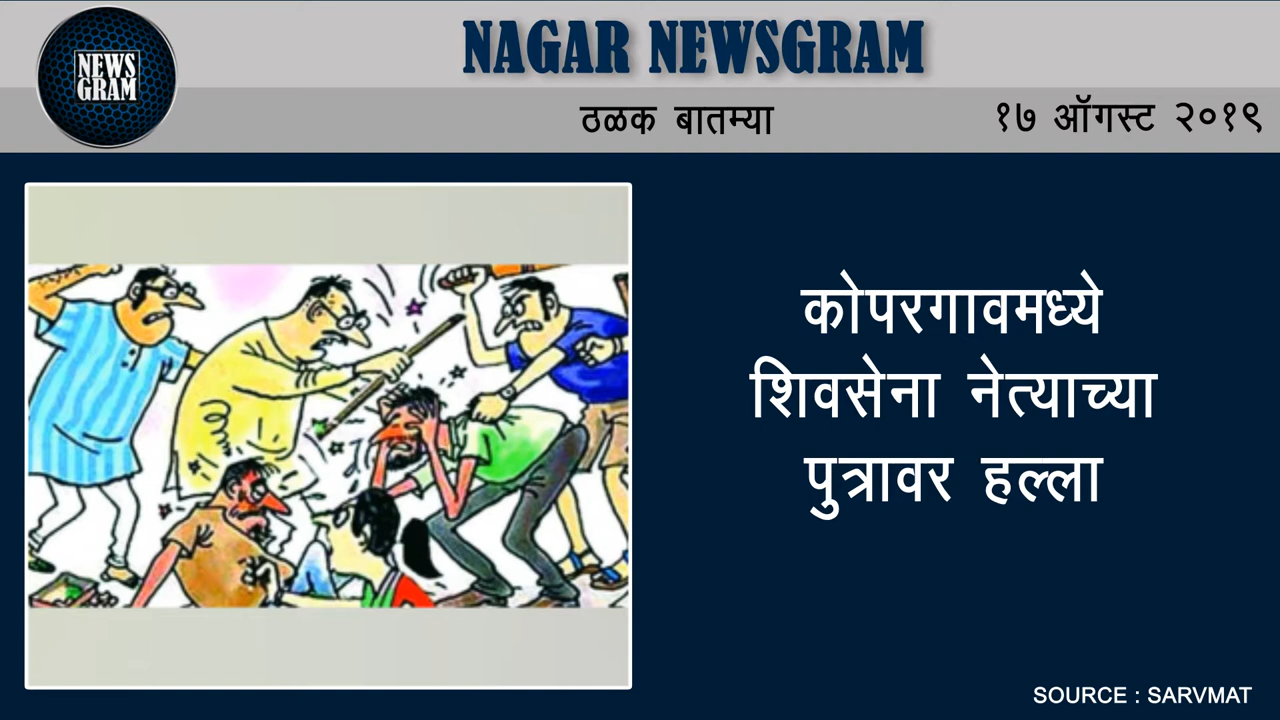 NEWS
GRAM
NAGAR NEWSGRAM
ठळक बातम्या
१७ ऑगस्ट २०१९
कोपरगावमध्ये
शिवसेना नेत्याच्या
पुत्रावर हल्ला
SOURCE : SARVMAT